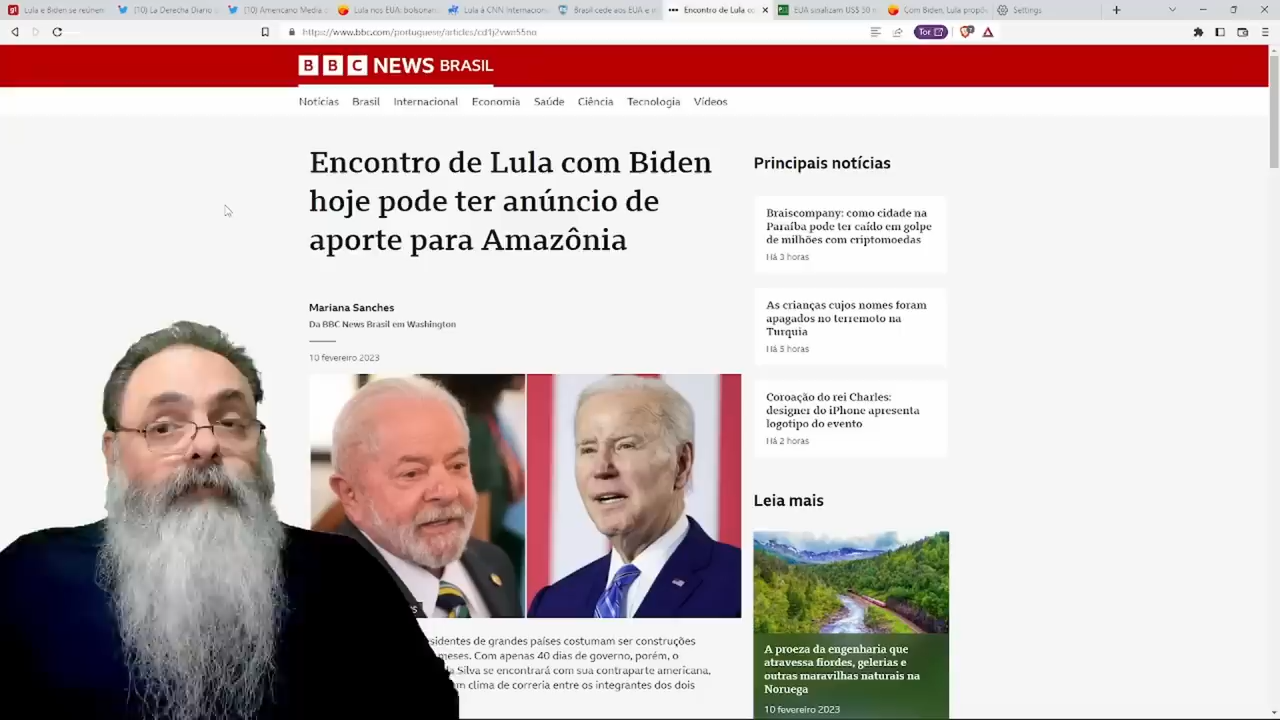 Lula e Biden se reúnem
(10) La Derecha Diario
(10) Americano Media
Lula nos EUA: bolsonar
Lula à CNN Internacion
Brasil cede aos EUA e
Encontro de Lula c
EUA sinalizam US$ 50
Com Biden, Lula propõ
Settings
https://www.bbc.com/portuguese/articles/
Tor
BBC NEWS BRASIL
Notícias Brasil Internacional Economia Saúde Ciência Tecnologia Vídeos
Encontro de Lula com Biden
hoje pode ter anúncio de
aporte para Amazônia
Mariana Sanches
Da BBC News Brasil em Washington
10 fevereiro 2023
esidentes de grandes países costumam ser construções
meses. Com apenas 40 dias de governo, porém, o
la Silva se encontrará com sua contraparte americana,
m clima de correria entre os integrantes dos dois
Principais notícias
Braiscompany: como cidade na
Paraíba pode ter caído em golpe
de milhões com criptomoedas
Há 3 horas
As crianças cujos nomes foram
apagados no terremoto na
Turquia
Há 5 horas
Coroação do rei Charles:
designer do iPhone apresenta
logotipo do evento
Há 2 horas
Leia mais
A proeza da engenharia que
atravessa fiordes, gelerias e
outras maravilhas naturais na
Noruega
10 fevereiro 2023